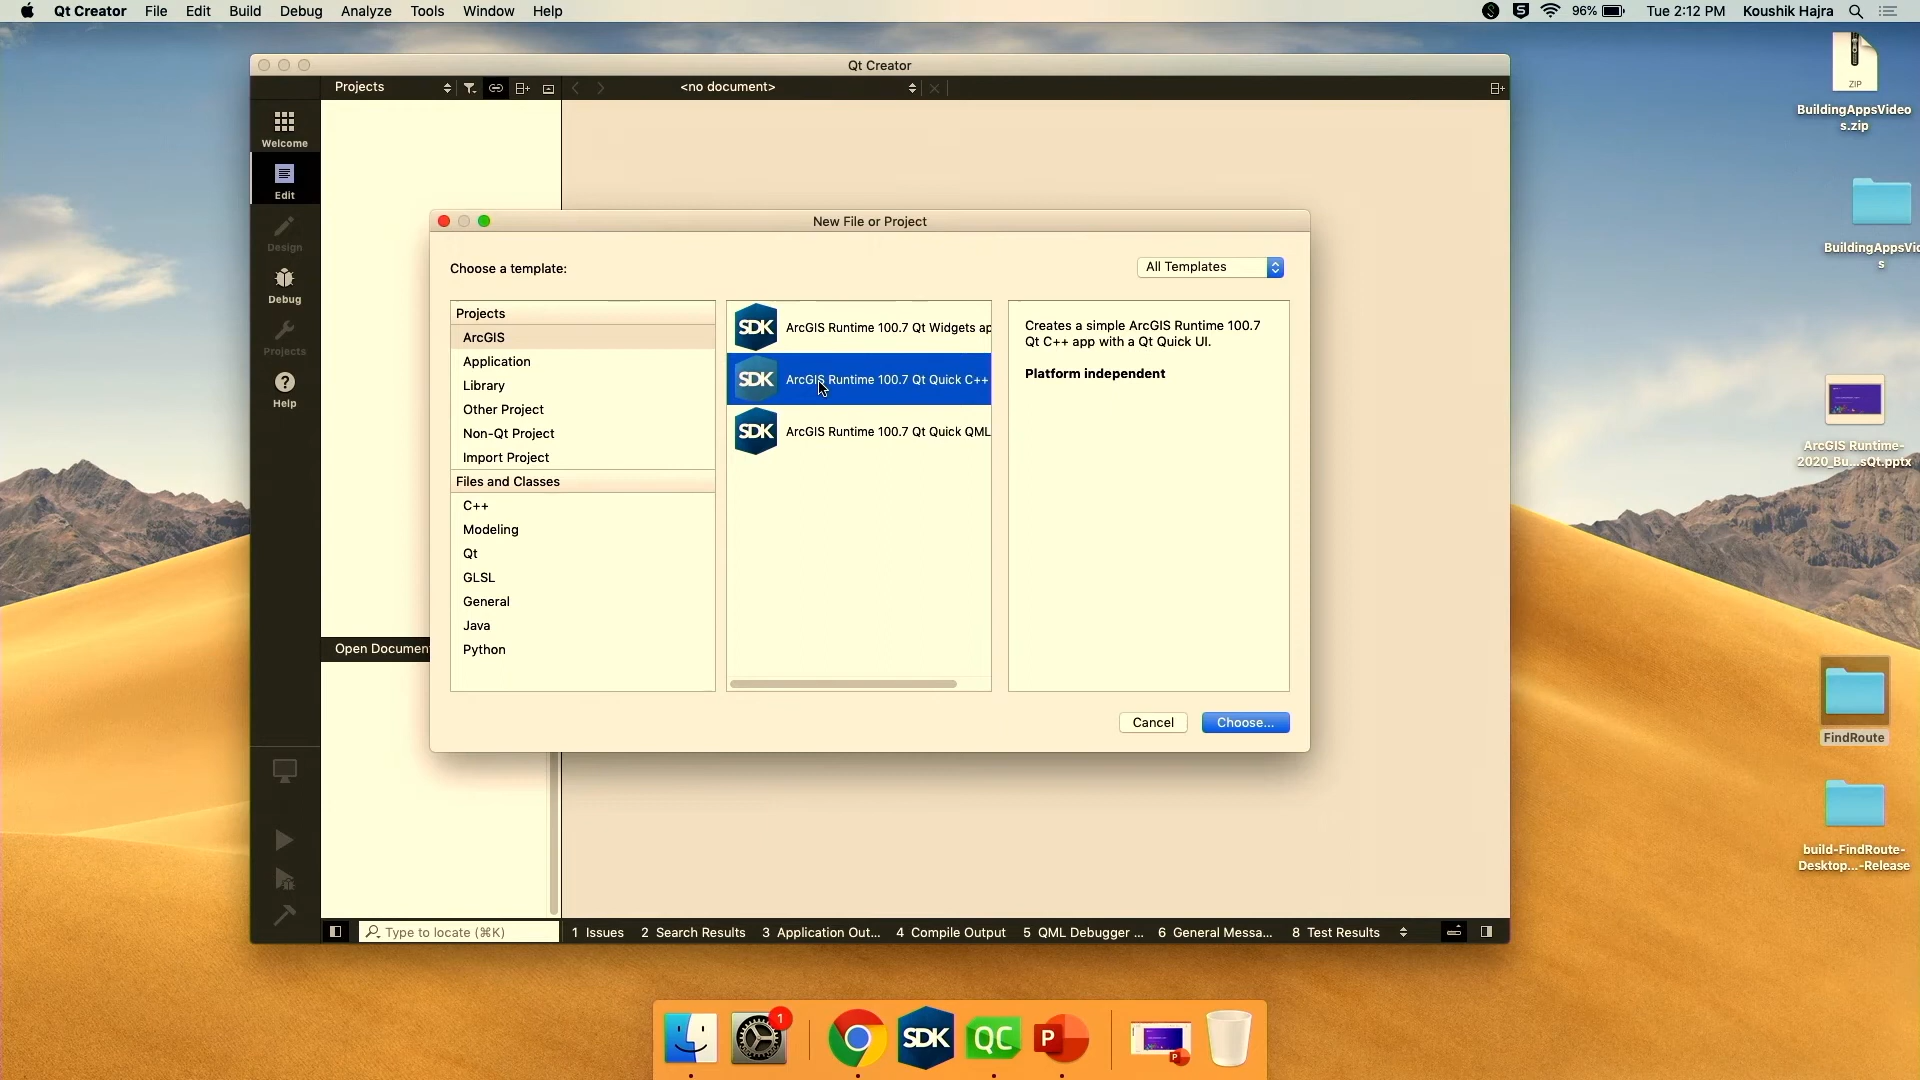 Qt Creator File Edit Build Debug Analyze Tools Window Help
96% Tue 2:12 PM Koushik Hajra
Qt Creator
Projects
<no document>
Welcome
Edit
Design
Debug
Projects
Help
Open Documen
New File or Project
Choose a template:
All Templates
Projects
ArcGIS
Application
Library
Other Project
Non-Qt Project
Import Project
Files and Classes
C++
Modeling
Qt
GLSL
General
Java
Python
SDK ArcGIS Runtime 100.7 Qt Widgets ap
SDK ArcGIS Runtime 100.7 Qt Quick C++
SDK ArcGIS Runtime 100.7 Qt Quick QML
Creates a simple ArcGIS Runtime 100.7
Qt C++ app with a Qt Quick UI.
Platform independent
Cancel
Choose...
Type to locate (⌘K)
1 Issues 2 Search Results 3 Application Out... 4 Compile Output 5 QML Debugger ... 6 General Messa... 8 Test Results
ZIP
BuildingAppsVideo
s.zip
BuildingAppsVic
s
ArcGIS Runtime-
2020_Bu...sQt.pptx
FindRoute
build-FindRoute-
Desktop...-Release
1
SDK
QC
P
P